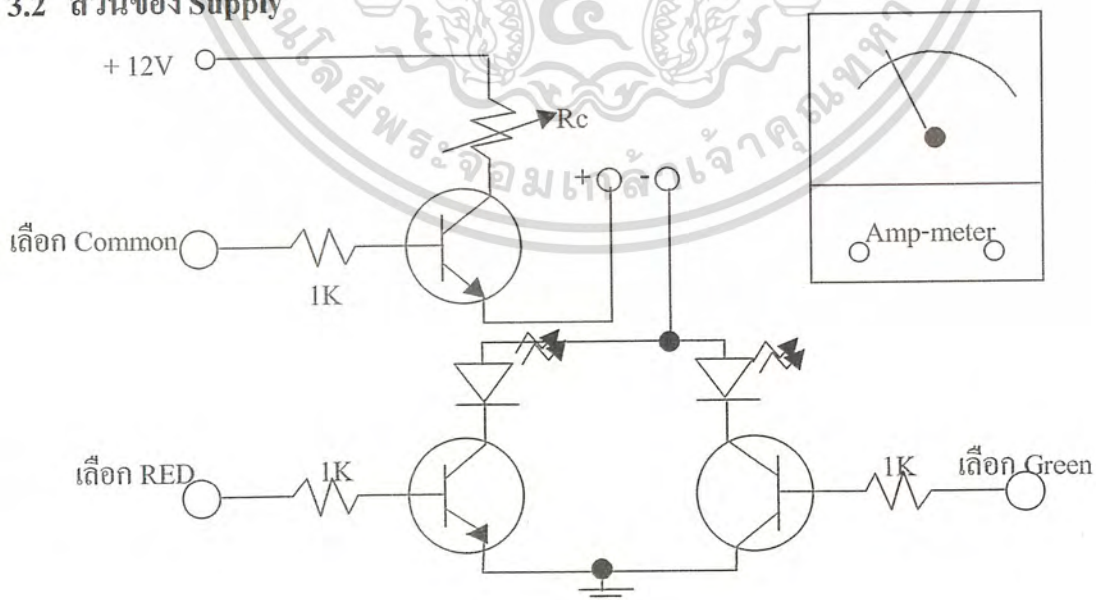 3.2 ส่วนของ Supply
+ 12V
Rc
+ -
เลือก Common
1K
Amp-meter
เลือก RED
1K
1K
เลือก Green